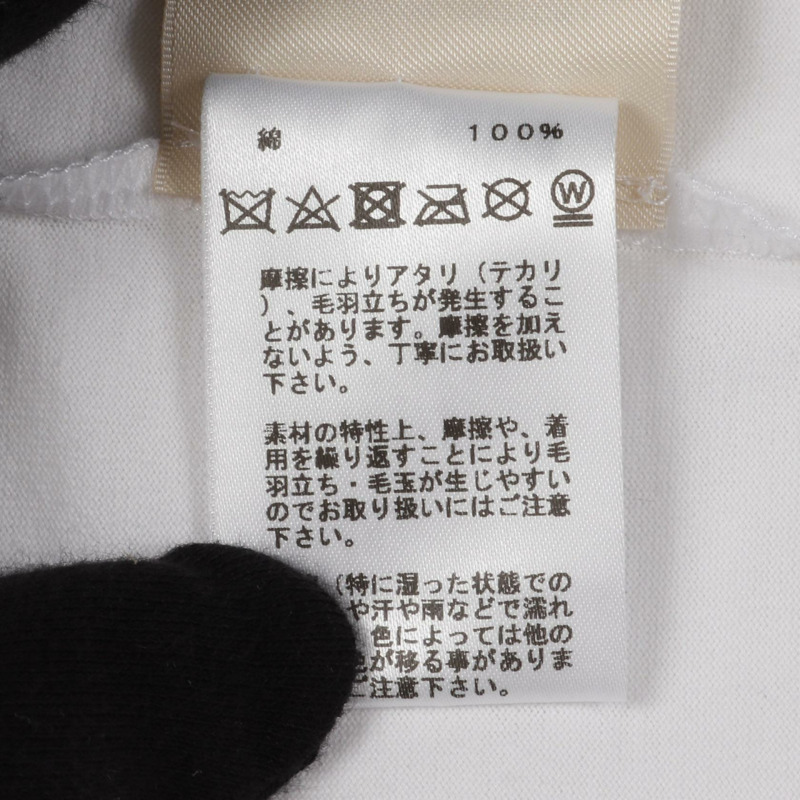 綿 100%
W
摩擦によりアタリ（テカリ
）、毛羽立ちが発生するこ
とがあります。摩擦を加え
ないよう、丁寧にお取扱い
下さい。
素材の特性上、摩擦や、着
用を繰り返すことにより毛
羽立ち・毛玉が生じやすい
のでお取り扱いにはご注意
下さい。
（特に湿った状態での
や汗や雨などで濡れ
色によっては他の
が移る事がありま
ご注意下さい。